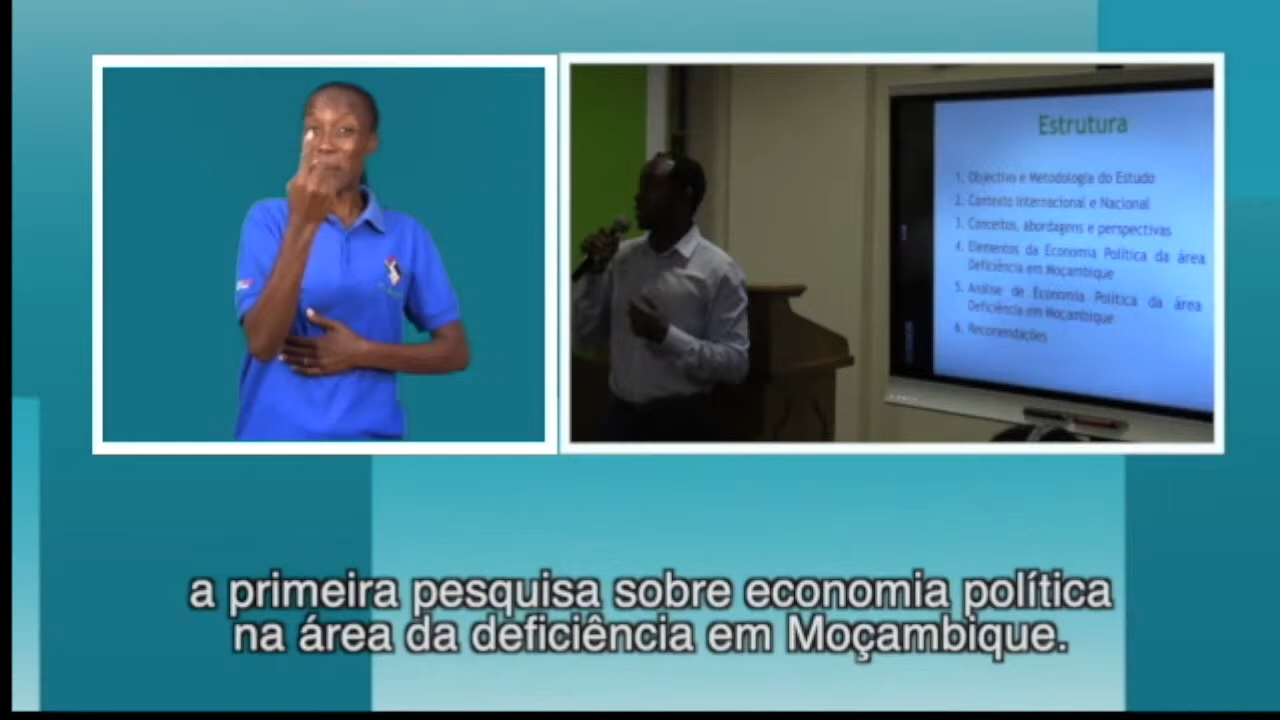 Estrutura
1. Objectivo e Metodologia do Estudo
2. Contexto Internacional e Nacional
3. Conceitos, abordagens e perspectivas
4. Elementos da Economia Política da área
Deficiência em Moçambique
5. Análise de Economia Política da área
Deficiência em Moçambique
6. Recomendações
a primeira pesquisa sobre economia política
na área da deficiência em Moçambique.